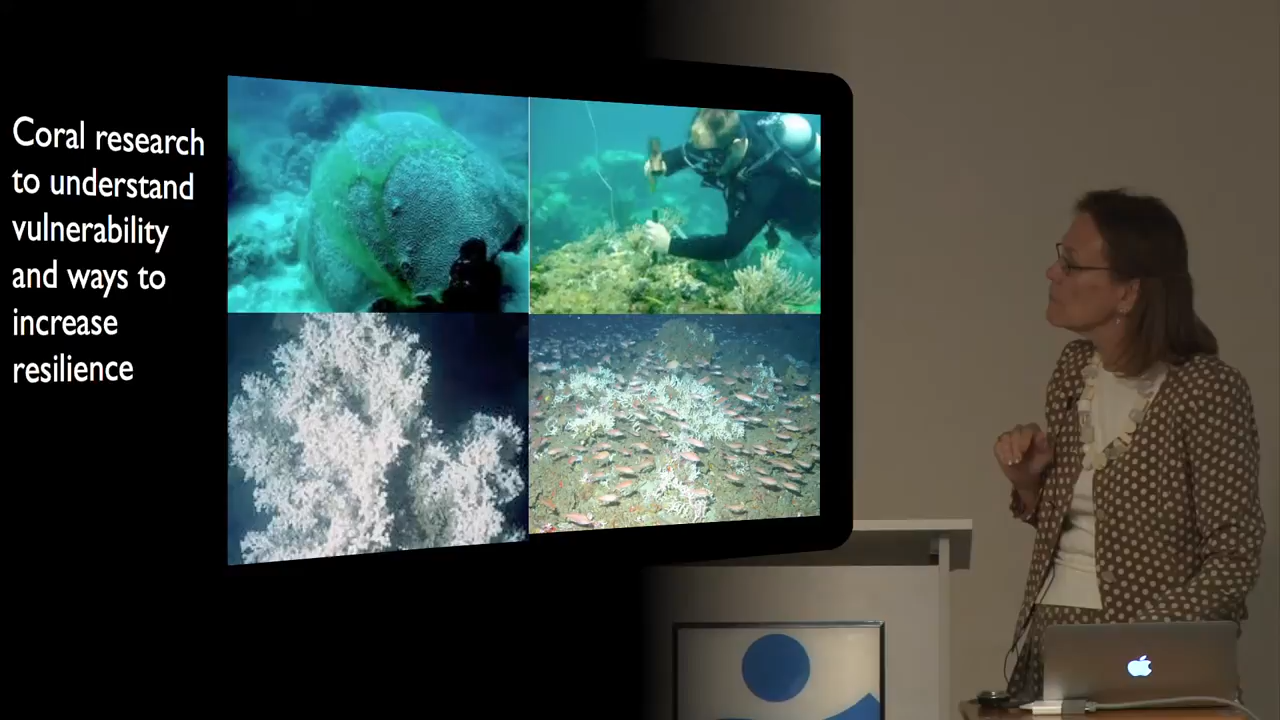 Coral research
to understand
vulnerability
and ways to
increase
resilience